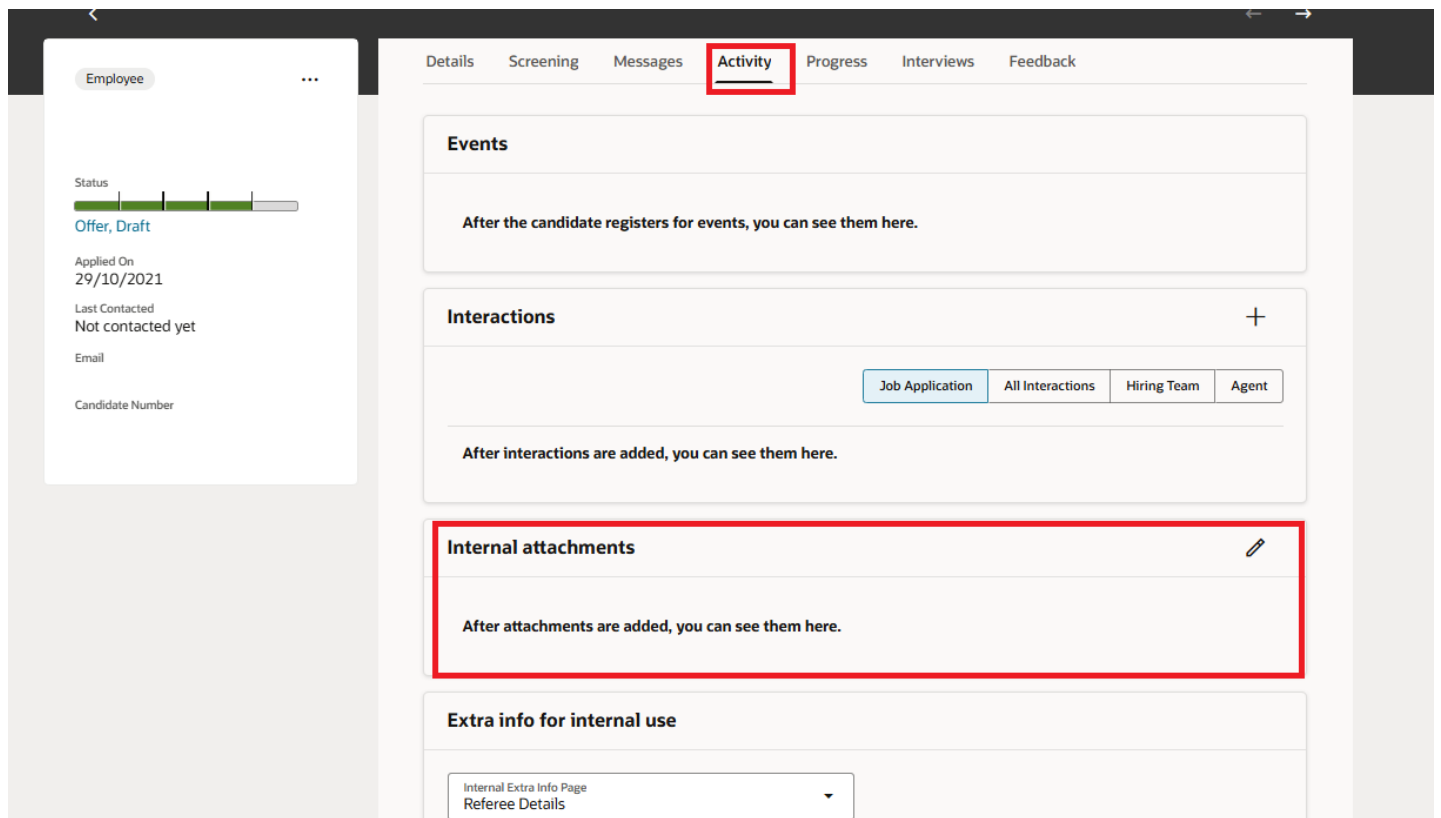 Details Screening Messages Activity Progress Interviews Feedback
Employee
Status
Offer, Draft
Applied On
29/10/2021
Last Contacted
Not contacted yet
Email
Candidate Number
Events
After the candidate registers for events, you can see them here.
Interactions
Job Application All Interactions Hiring Team Agent
After interactions are added, you can see them here.
Internal attachments
After attachments are added, you can see them here.
Extra info for internal use
Internal Extra Info Page
Referee Details